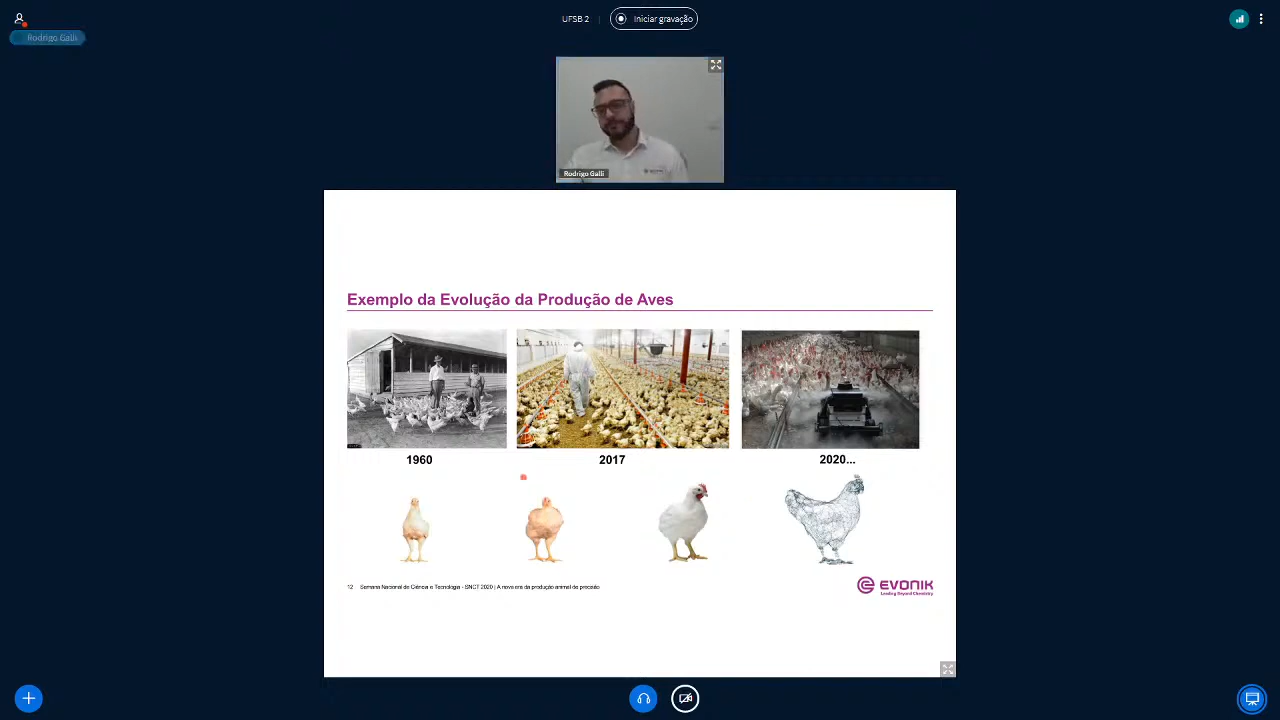 UFSB 2
Iniciar gravação
Rodrigo Galli
Rodrigo Galli
Exemplo da Evolução da Produção de Aves
1960
2017
2020...
12 Semana Nacional de Ciência e Tecnologia - SNCT 2020 | A nova era da produção animal de precisão
EVONIK
Leading Beyond Chemistry